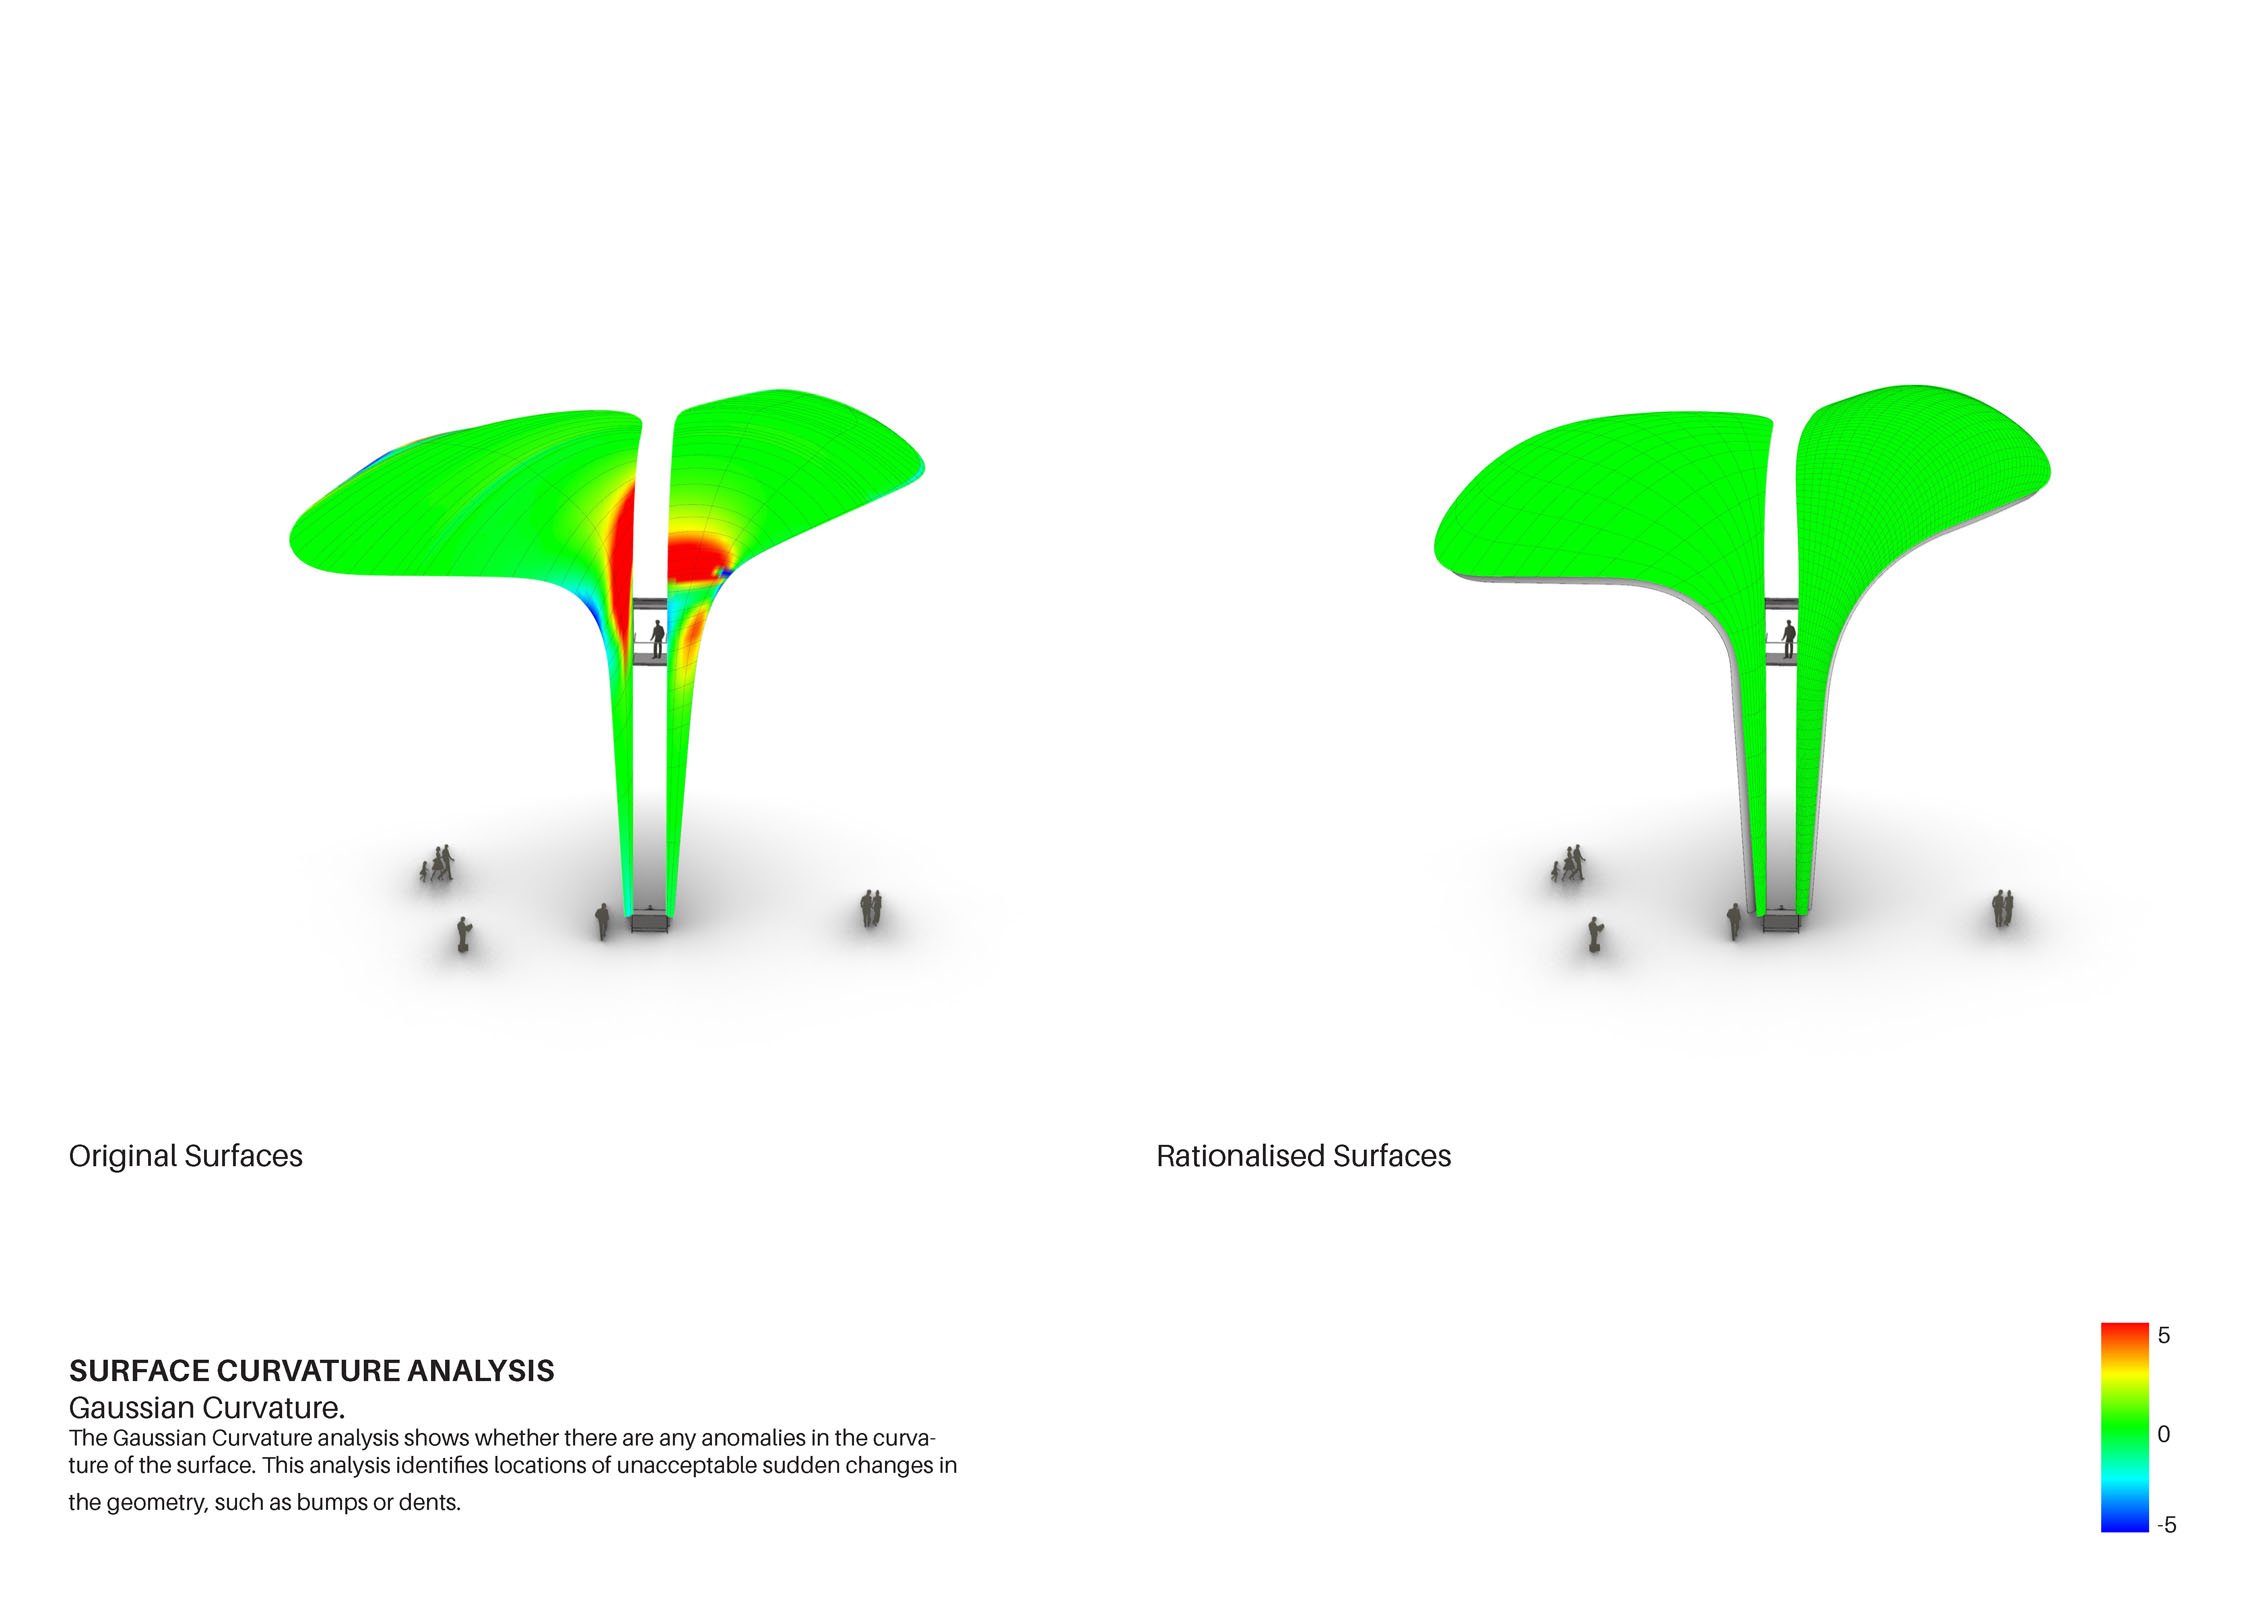 Original Surfaces
Rationalised Surfaces
SURFACE CURVATURE ANALYSIS
Gaussian Curvature.
The Gaussian Curvature analysis shows whether there are any anomalies in the curva-
ture of the surface. This analysis identifies locations of unacceptable sudden changes in
the geometry, such as bumps or dents.
5
0
-5